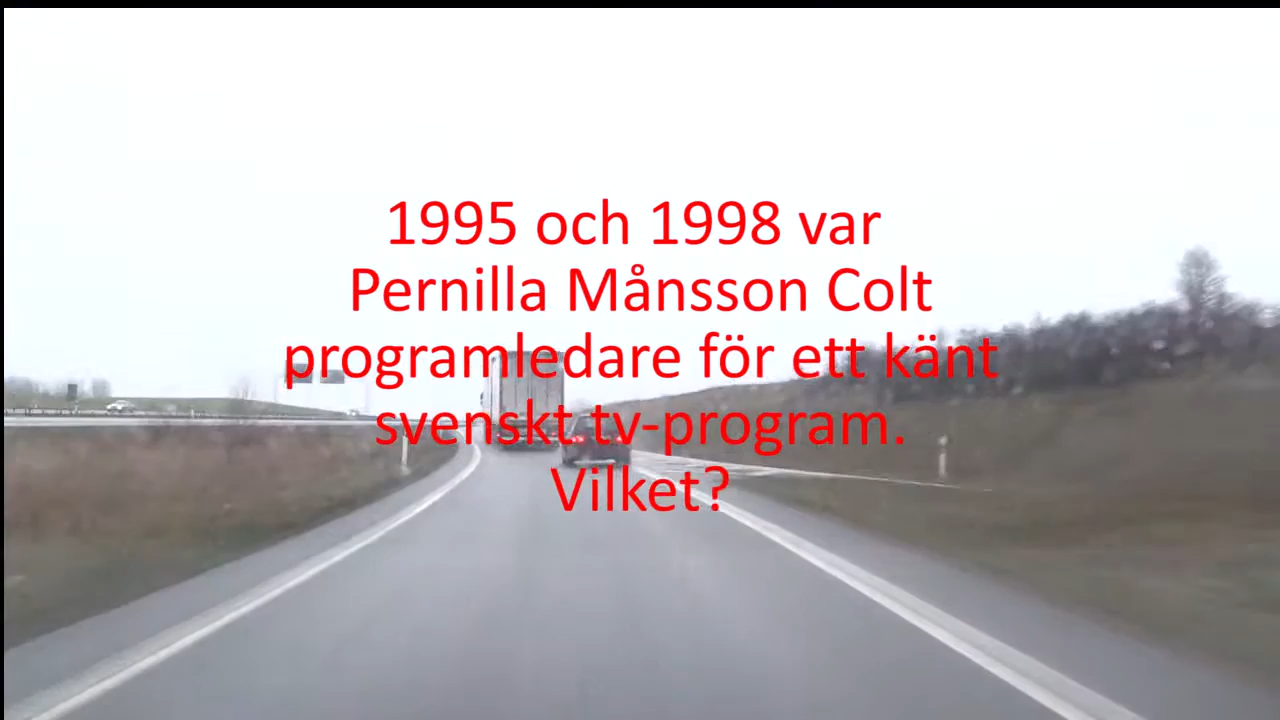 1995 och 1998 var
Pernilla Månsson Colt
programledare för ett känt
svenskt tv-program.
Vilket?